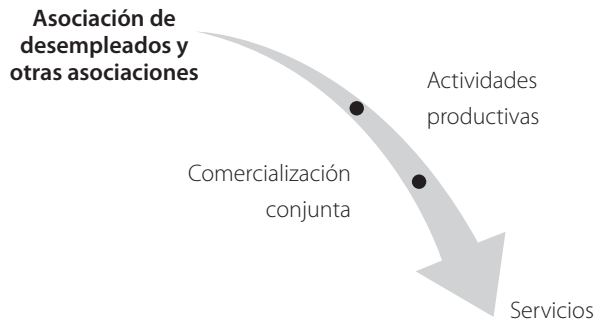 Asociación de
desempleados y
otras asociaciones
Actividades
productivas
Comercialización
conjunta
Servicios